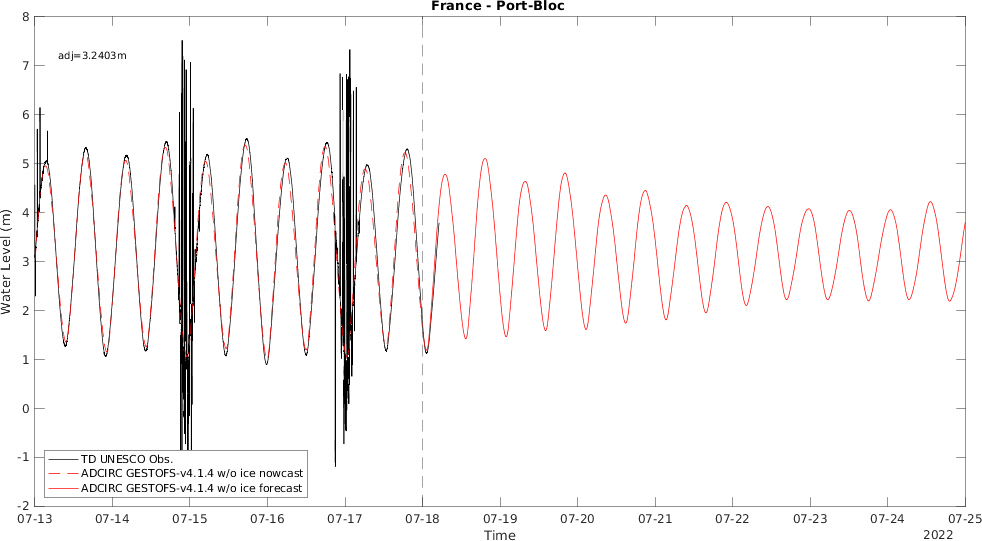 France - Port-Bloc
8
7
6
5
4
3
2
1
0
-1
-2
Water Level (m)
adj=3.2403m
TD UNESCO Obs.
ADCIRC GESTOFS-v4.1.4 w/o ice nowcast
ADCIRC GESTOFS-v4.1.4 w/o ice forecast
07-13 07-14 07-15 07-16 07-17 07-18 07-19 07-20 07-21 07-22 07-23 07-24 07-25
Time
2022